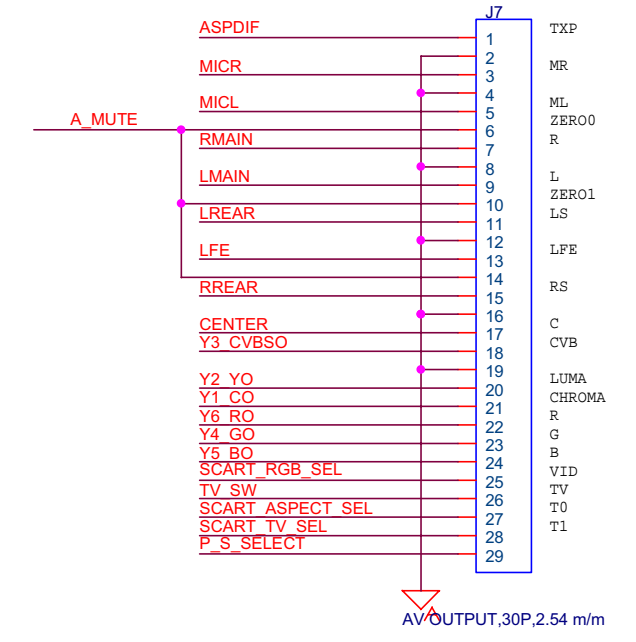 J7
ASPDIF 1 TXP
2
MICR 3 MR
4
MICL 5 ML
A_MUTE 6 ZERO0
RMAIN 7 R
8
LMAIN 9 L
10 ZERO1
LREAR 11 LS
12
LFE 13 LFE
14
RREAR 15 RS
16
CENTER 17 C
Y3_CVBSO 18 CVB
19
Y2_YO 20 LUMA
Y1_CO 21 CHROMA
Y6_RO 22 R
Y4_GO 23 G
Y5_BO 24 B
SCART_RGB_SEL 25 VID
TV_SW 26 TV
SCART_ASPECT_SEL 27 T0
SCART_TV_SEL 28 T1
P_S_SELECT 29
A
AV OUTPUT,30P,2.54 m/m